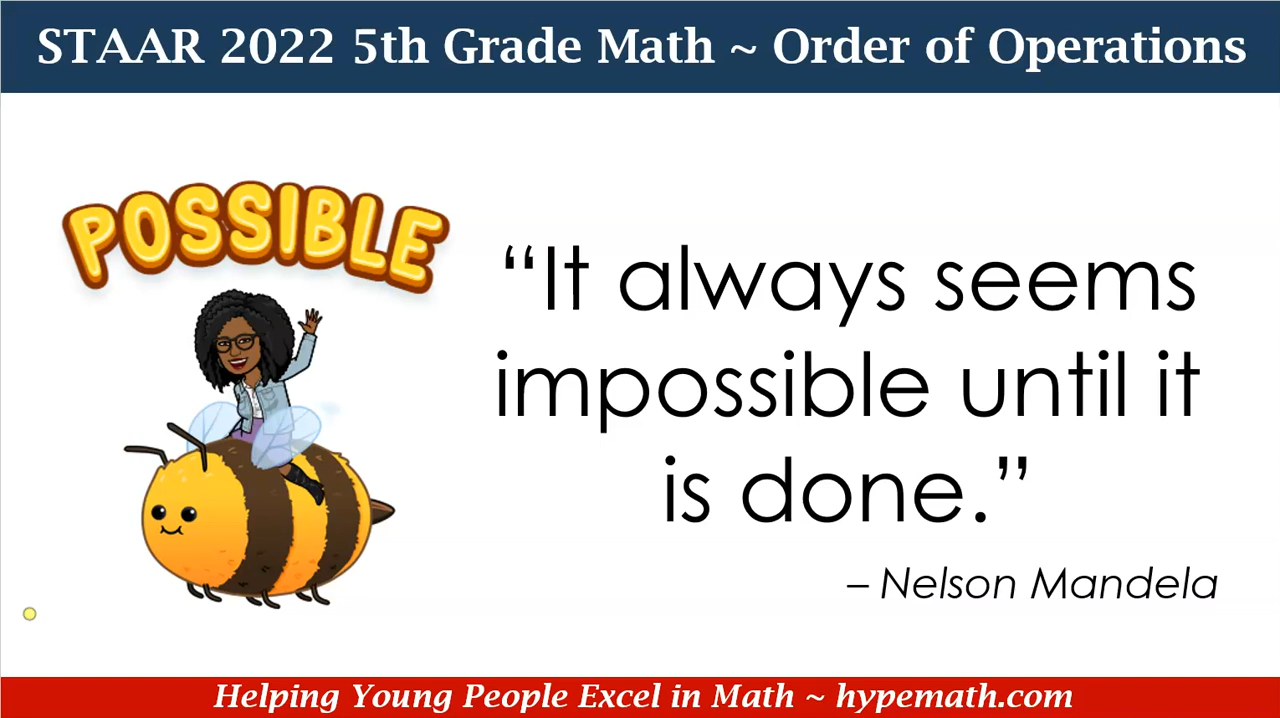 STAAR 2022 5th Grade Math ~ Order of Operations
POSSIBLE
“It always seems
impossible until it
is done.”
– Nelson Mandela
Helping Young People Excel in Math ~ hypemath.com